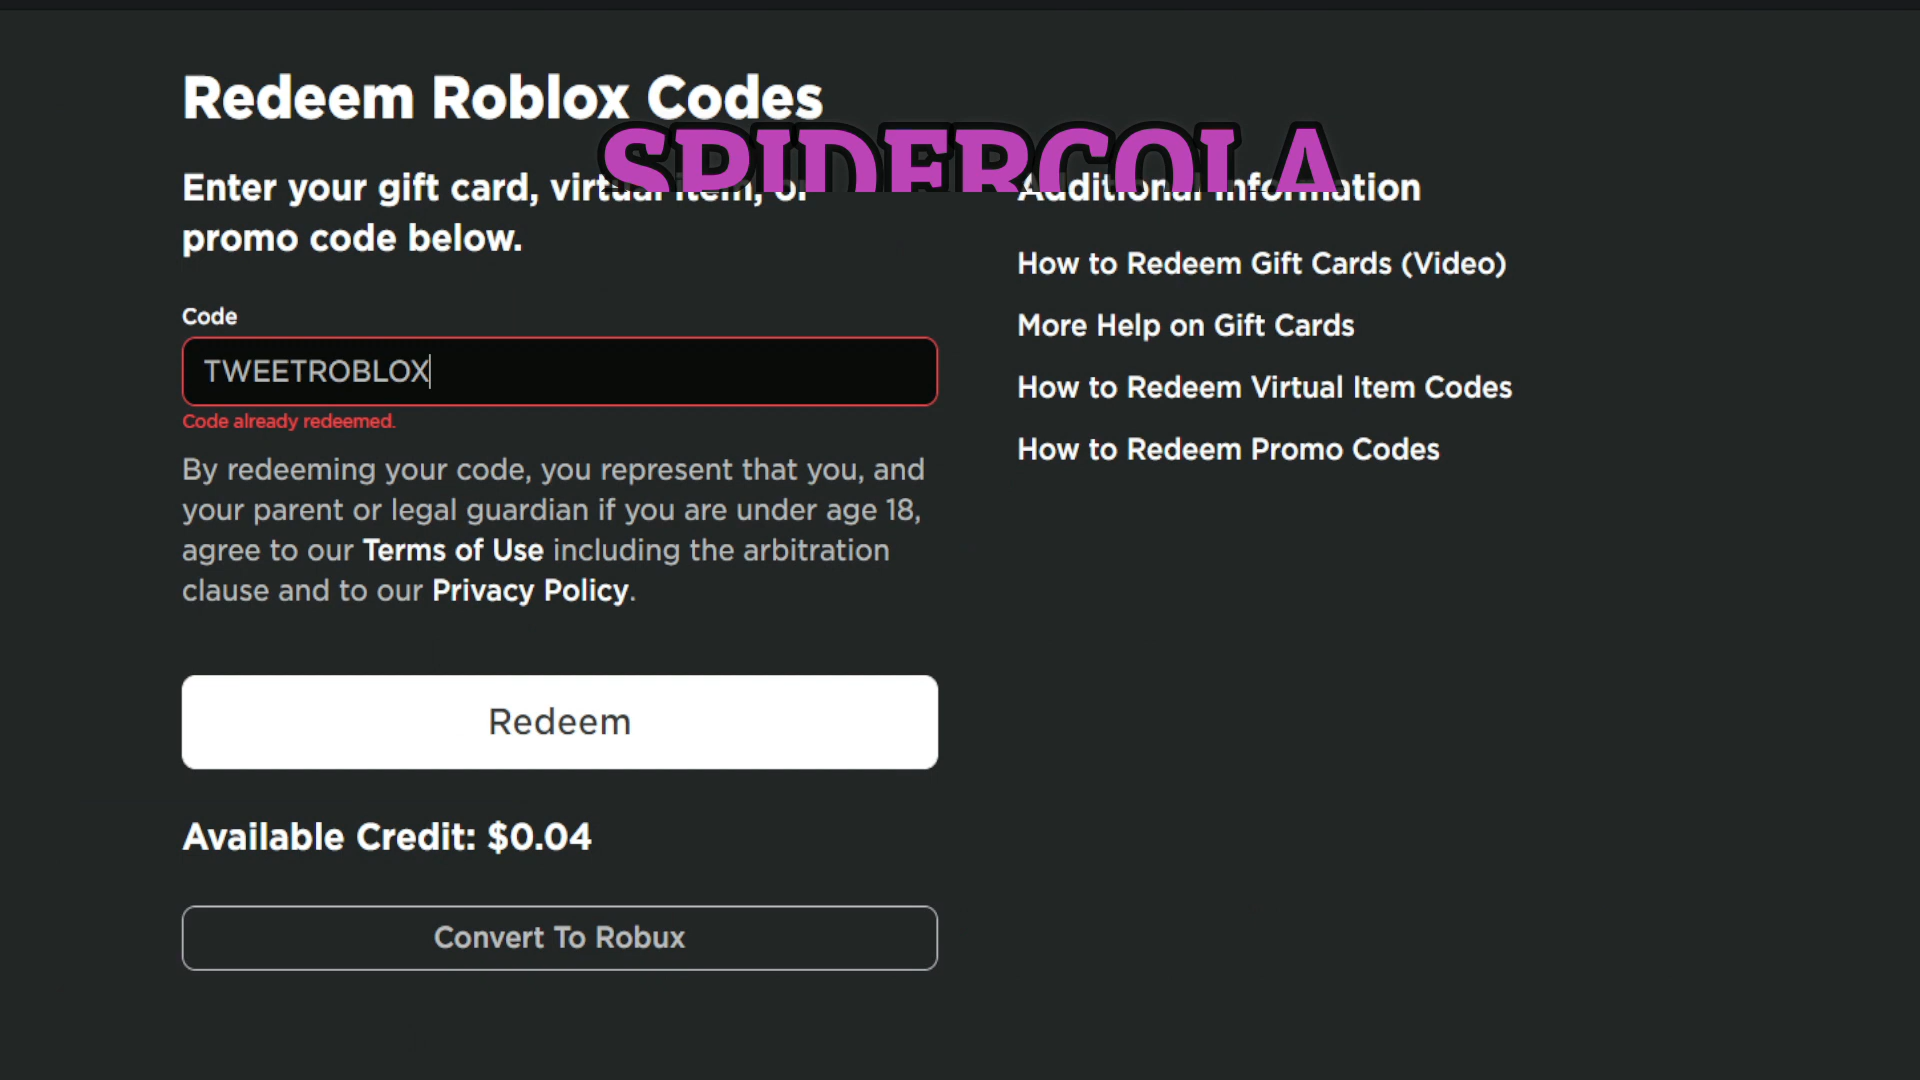 Redeem Roblox Codes
SPIDERCOLA
Enter your gift card, virtual item, or
promo code below.
Code
TWEETROBLOX
Code already redeemed.
By redeeming your code, you represent that you, and
your parent or legal guardian if you are under age 18,
agree to our Terms of Use including the arbitration
clause and to our Privacy Policy.
Redeem
Available Credit: $0.04
Convert To Robux
Additional Information
How to Redeem Gift Cards (Video)
More Help on Gift Cards
How to Redeem Virtual Item Codes
How to Redeem Promo Codes